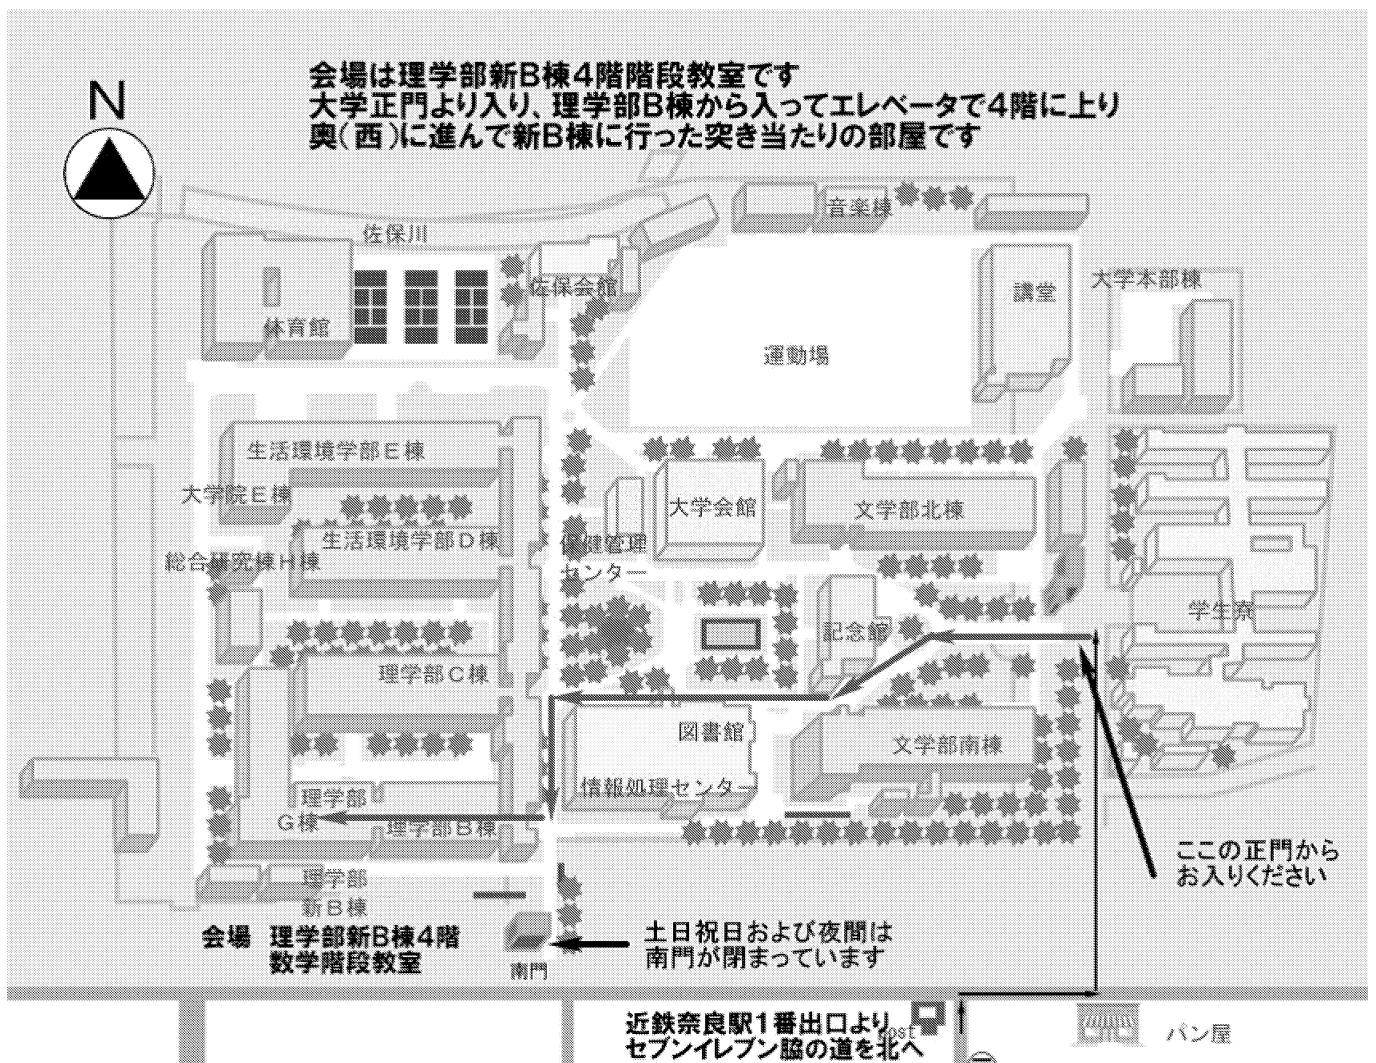 会場は理学部新B棟4階階段教室です
大学正門より入り、理学部B棟から入ってエレベータで4階に上り
奥(西)に進んで新B棟に行った突き当たりの部屋です
N
音楽棟
佐保川
佐保会館
体育館
講堂
大学本部棟
運動場
生活環境学部E棟
大学院E棟
大学会館
文学部北棟
生活環境学部D棟
保健管理
センター
総合研究棟H棟
学生寮
記念館
理学部C棟
図書館
文学部南棟
情報処理センター
理学部
G棟
理学部B棟
ここの正門から
お入りください
理学部
新B棟
会場 理学部新B棟4階
数学階段教室
土日祝日および夜間は
南門が閉まっています
南門
近鉄奈良駅1番出口より
セブンイレブン脇の道を北へ
post
パン屋